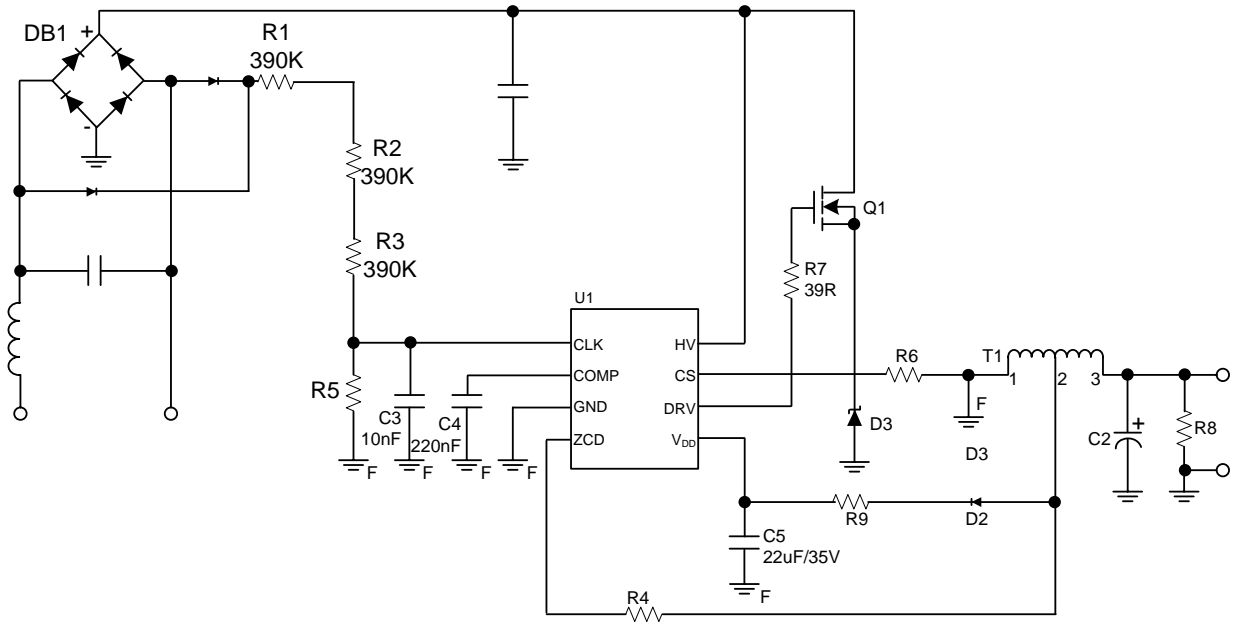 DB1
+
-
R1
390K
R2
390K
R3
390K
R5
F
C3
10nF
F
C4
220nF
F
F
U1
CLK
COMP
GND
ZCD
HV
CS
DRV
VDD
Q1
R7
39R
R6
D3
F
T1
1
2
3
D3
C2
+
R8
R9
D2
C5
22uF/35V
F
R4